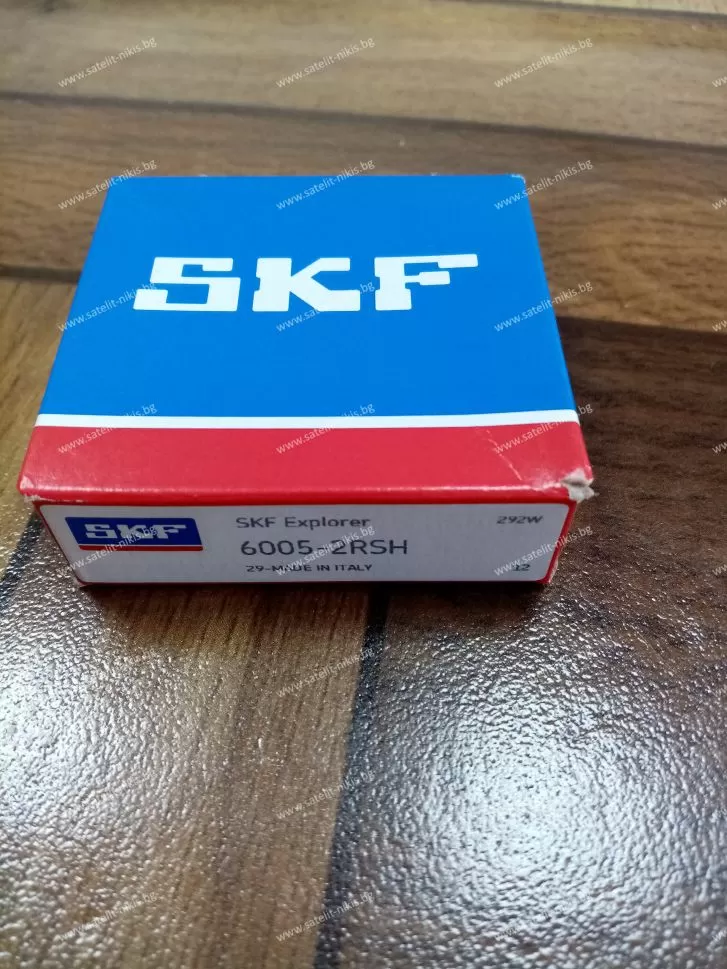 SKF
SKF
SKF Explorer
292W
6005-2RSH
29-MADE IN ITALY
12
www.satelit-nikis.bg